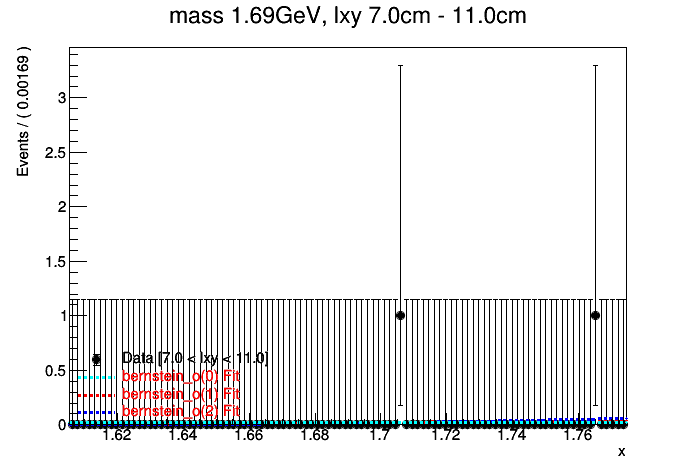 mass 1.69GeV, lxy 7.0cm - 11.0cm
Events / ( 0.00169 )
3
2.5
2
1.5
1
0.5
0
Data [7.0 < lxy < 11.0]
bernstein_o(0) Fit
bernstein_o(1) Fit
bernstein_o(2) Fit
1.62 1.64 1.66 1.68 1.7 1.72 1.74 1.76
x